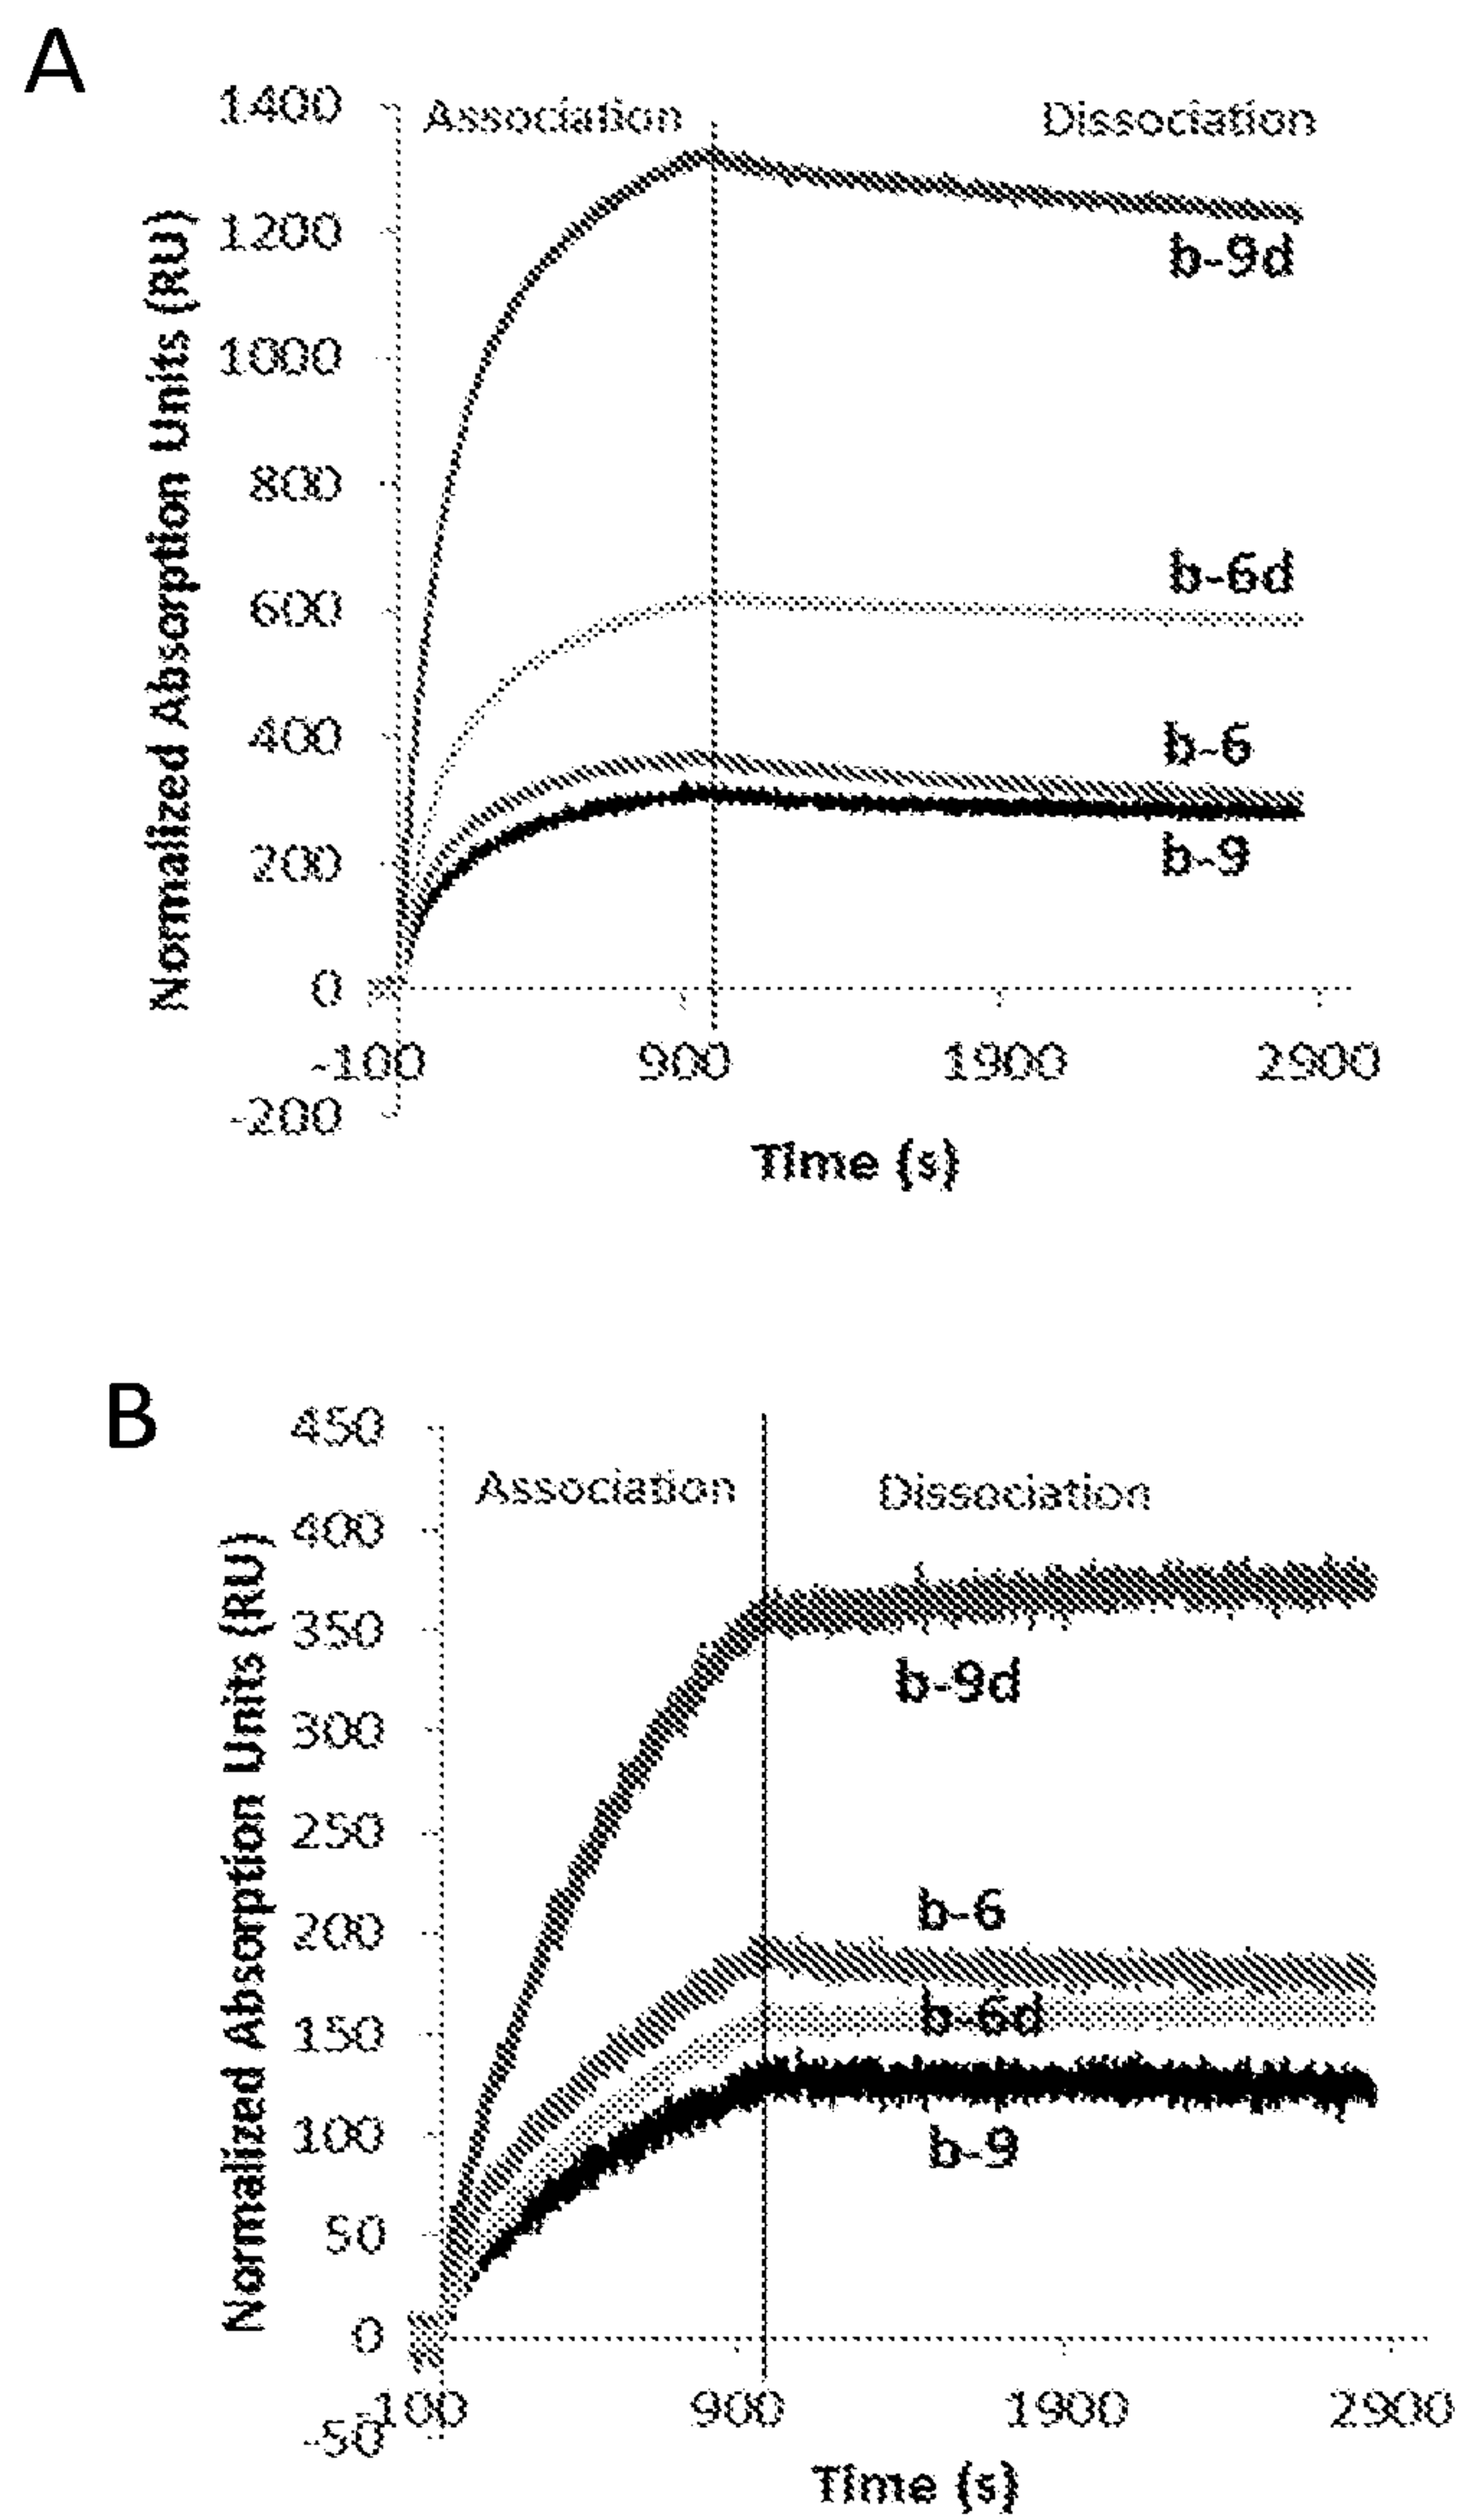 A
1400
Association
Dissociation
1200
b-9d
1000
800
b-6d
600
b-6
400
b-9
200
0
-100
900
1900
2900
-200
Normalized Absorption Units (RU)
Time (s)
B
450
Association
Dissociation
400
350
b-9d
300
250
b-6
200
b-6d
150
100
b-9
50
0
-100
900
1900
2900
-50
Normalized Absorption Units (RU)
Time (s)